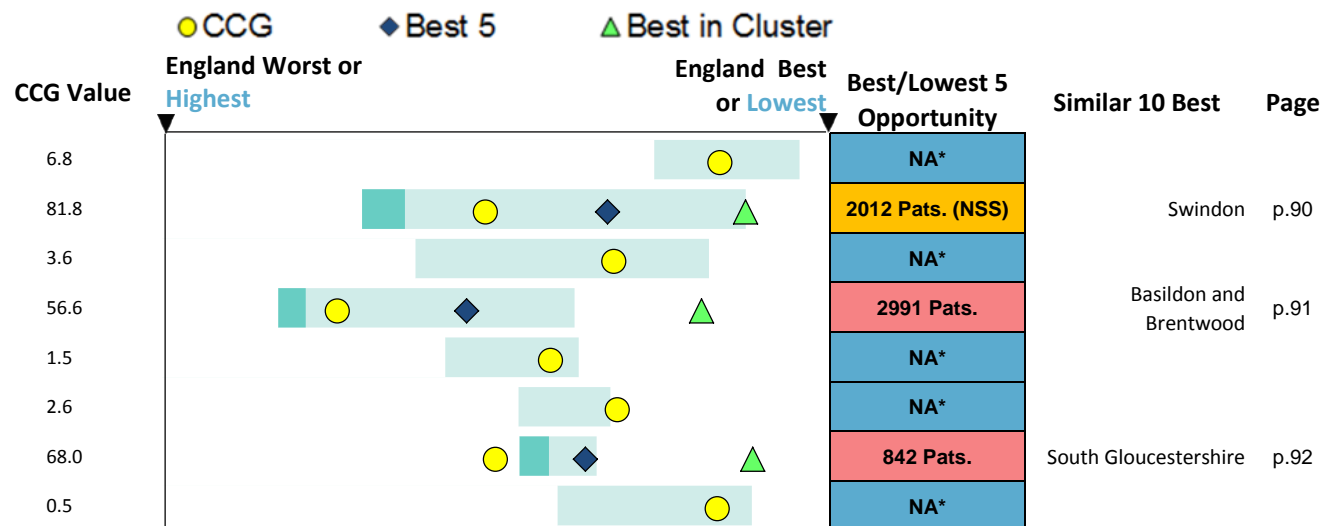 CCG Best 5 Best in Cluster
CCG Value
England Worst or
Highest
England Best
or Lowest
Best/Lowest 5
Opportunity
Similar 10 Best
Page
6.8 NA*
81.8 2012 Pats. (NSS) Swindon p.90
3.6 NA*
56.6 2991 Pats. Basildon and
Brentwood p.91
1.5 NA*
2.6 NA*
68.0 842 Pats. South Gloucestershire p.92
0.5 NA*